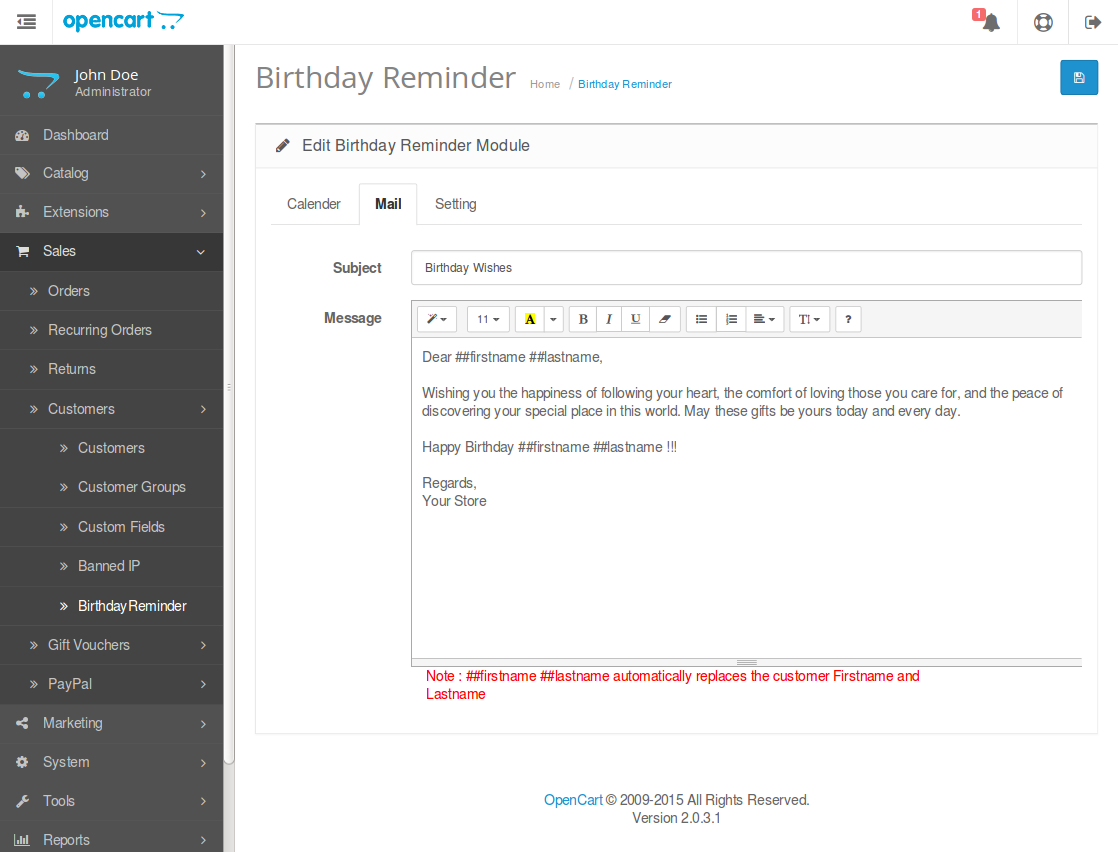 opencart
1
John Doe
Administrator
Dashboard
Catalog
Extensions
Sales
Orders
Recurring Orders
Returns
Customers
Customers
Customer Groups
Custom Fields
Banned IP
Birthday Reminder
Gift Vouchers
PayPal
Marketing
System
Tools
Reports
Birthday Reminder Home / Birthday Reminder
Edit Birthday Reminder Module
Calender Mail Setting
Subject Birthday Wishes
Message
11 A B I U TI ?
Dear ##firstname ##lastname,
Wishing you the happiness of following your heart, the comfort of loving those you care for, and the peace of
discovering your special place in this world. May these gifts be yours today and every day.
Happy Birthday ##firstname ##lastname !!!
Regards,
Your Store
Note : ##firstname ##lastname automatically replaces the customer Firstname and
Lastname
OpenCart © 2009-2015 All Rights Reserved.
Version 2.0.3.1